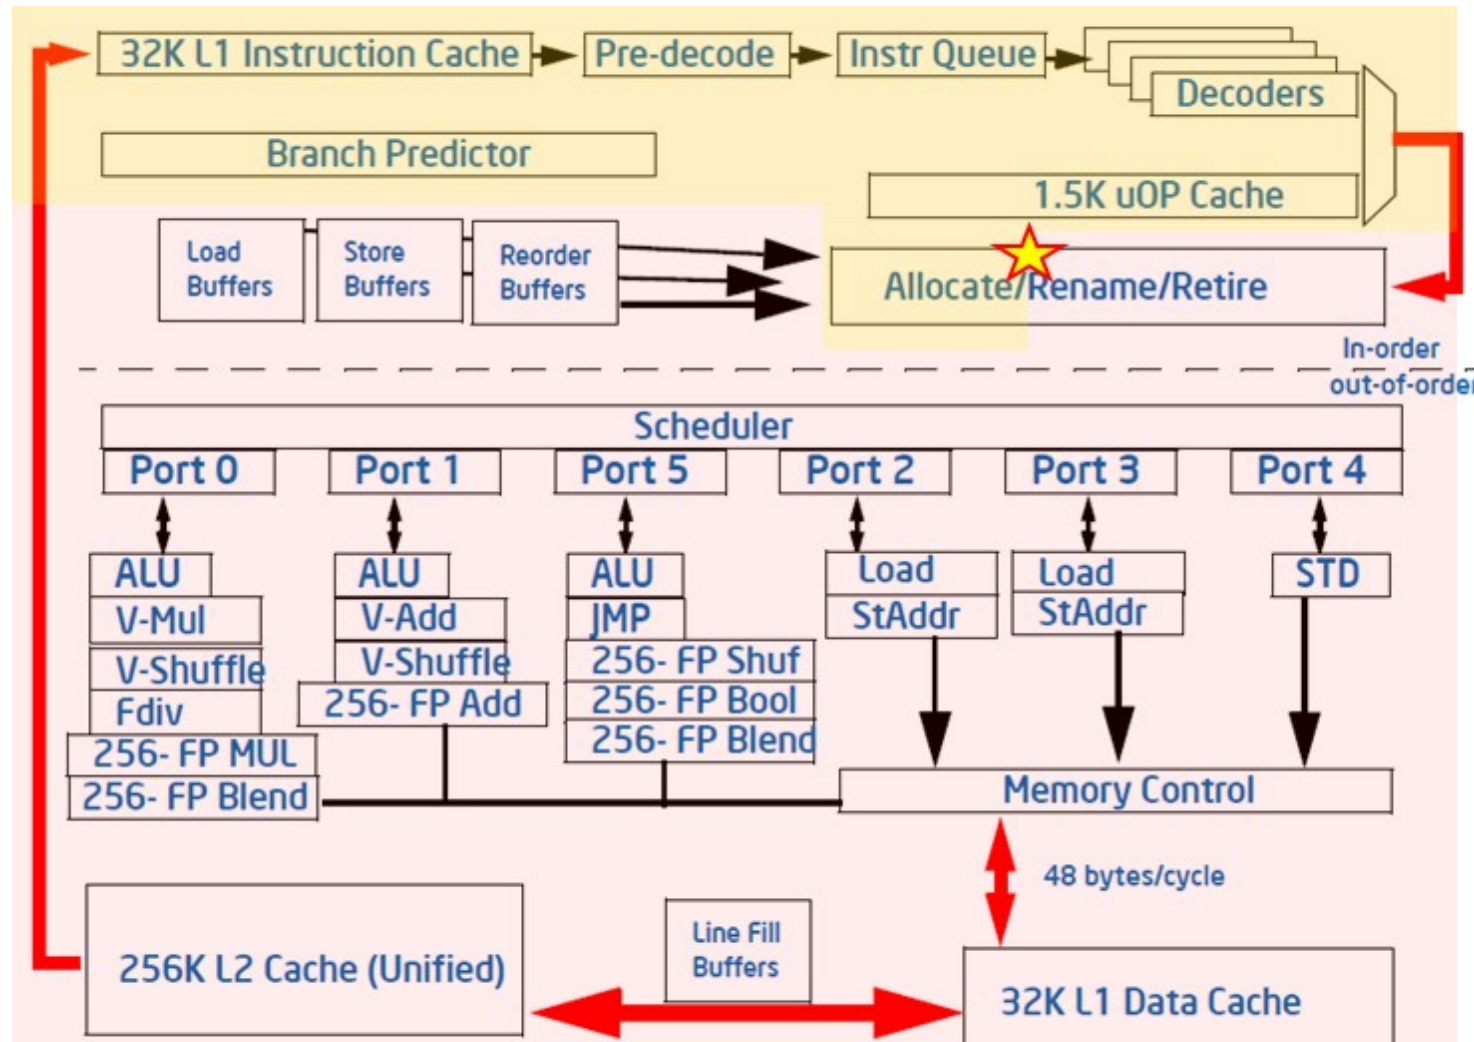 32K L1 Instruction Cache
Pre-decode
Instr Queue
Decoders
Branch Predictor
1.5K uOP Cache
Load
Buffers
Store
Buffers
Reorder
Buffers
Allocate/Rename/Retire
In-order
out-of-order
Scheduler
Port 0
Port 1
Port 5
Port 2
Port 3
Port 4
ALU
V-Mul
V-Shuffle
Fdiv
256- FP MUL
256- FP Blend
ALU
V-Add
V-Shuffle
256- FP Add
ALU
JMP
256- FP Shuf
256- FP Bool
256- FP Blend
Load
StAddr
Load
StAddr
STD
Memory Control
48 bytes/cycle
256K L2 Cache (Unified)
Line Fill
Buffers
32K L1 Data Cache